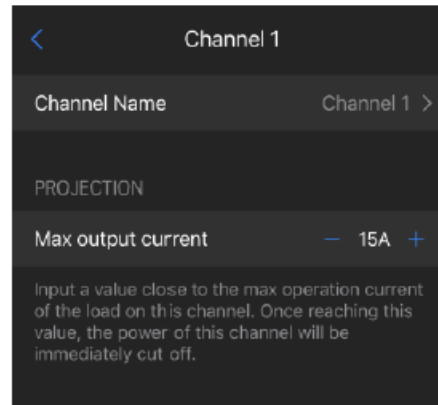 Channel 1
Channel Name Channel 1
PROJECTION
Max output current 15A
Input a value close to the max operation current
of the load on this channel. Once reaching this
value, the power of this channel will be
immediately cut off.